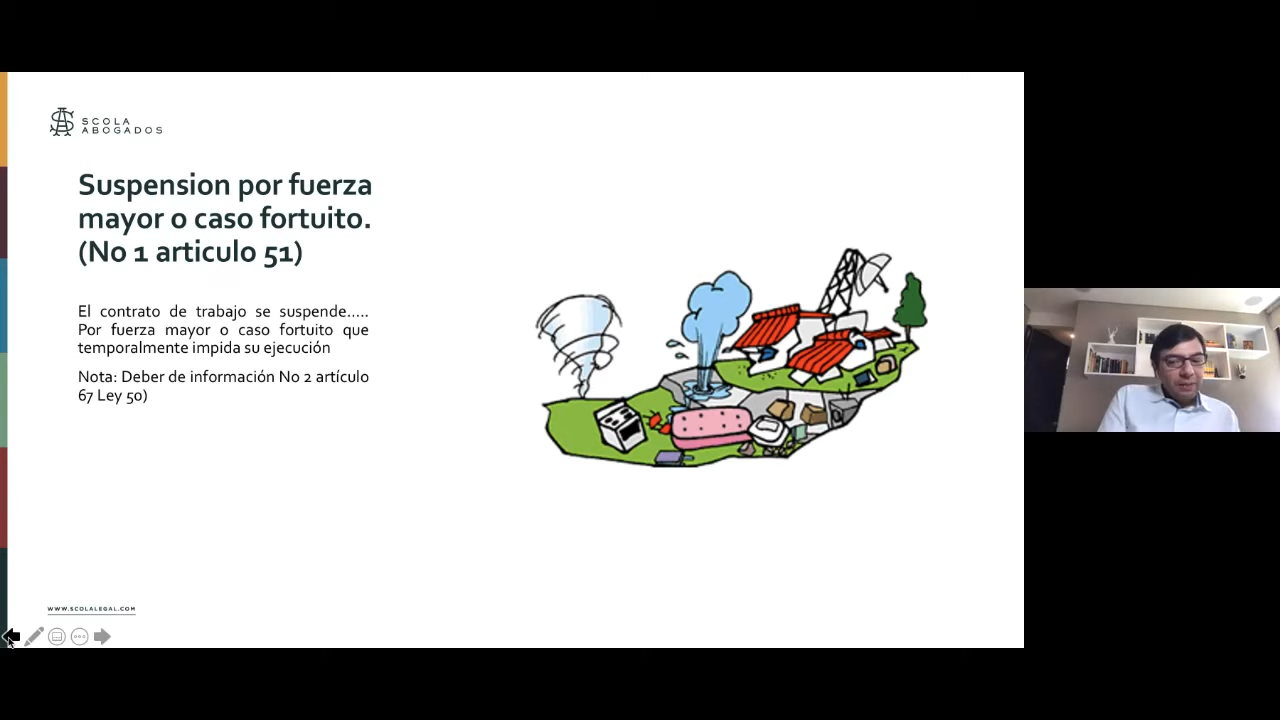 SCOLA
ABOGADOS
Suspension por fuerza
mayor o caso fortuito.
(No 1 articulo 51)
El contrato de trabajo se suspende.....
Por fuerza mayor o caso fortuito que
temporalmente impida su ejecución
Nota: Deber de información No 2 artículo
67 Ley 50)
WWW.SCOLALEGAL.COM